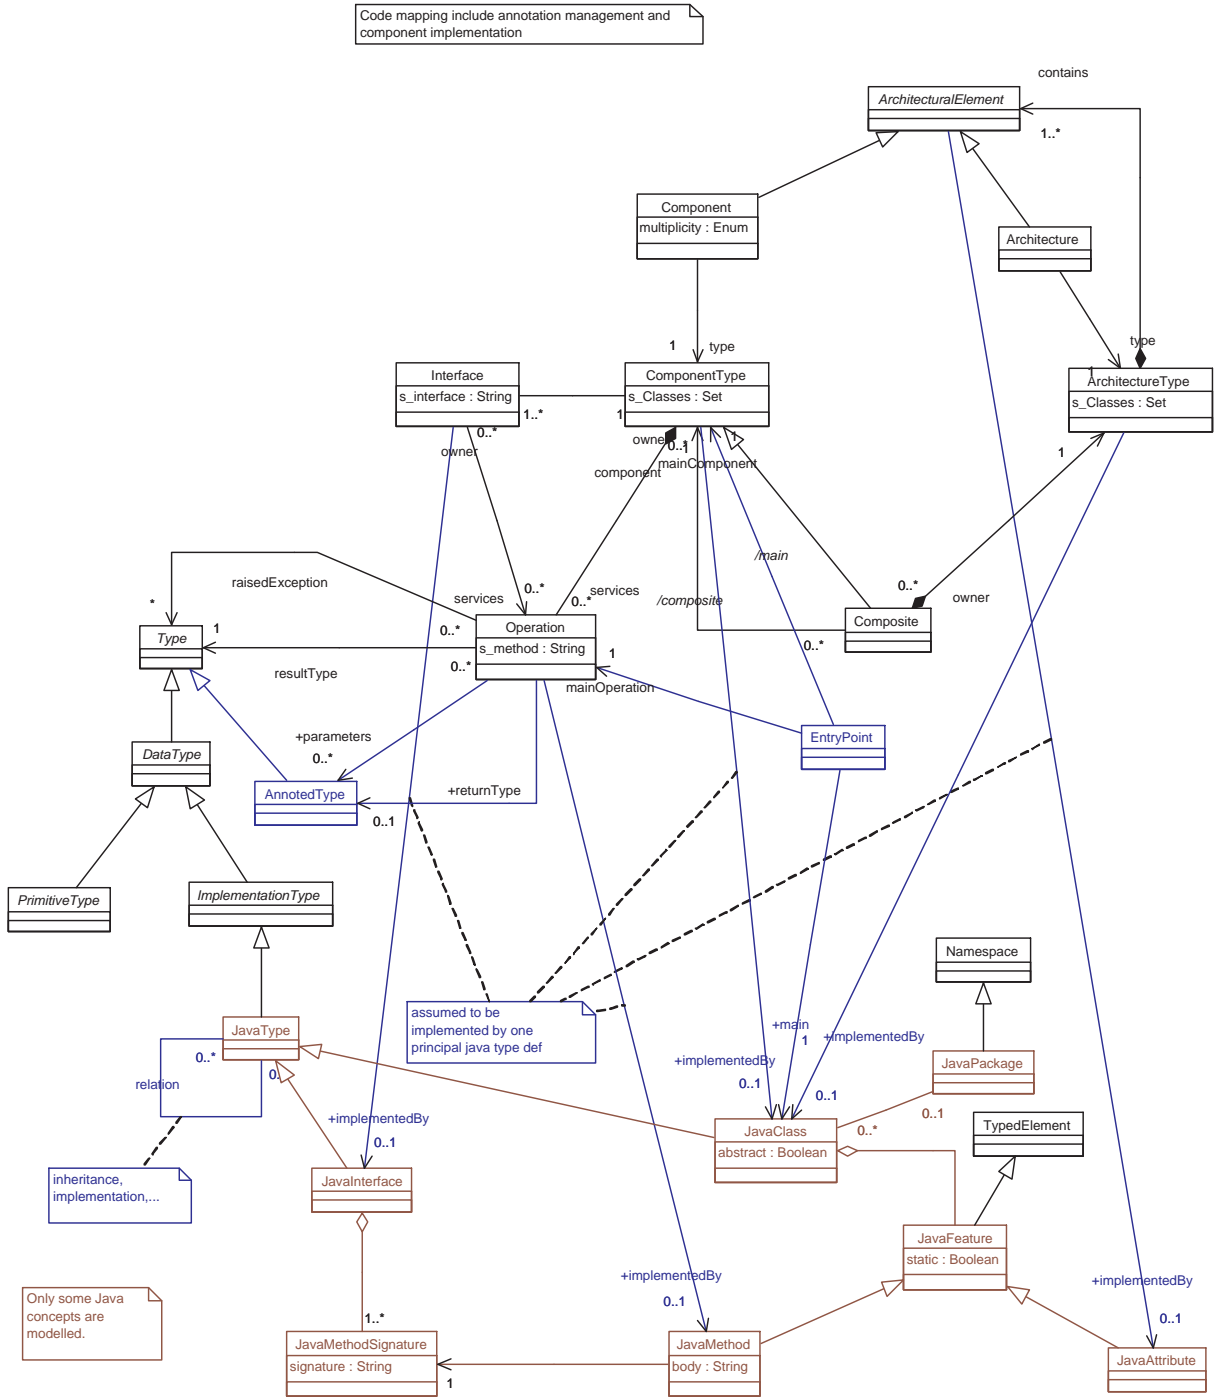 Code mapping include annotation management and
component implementation
contains
ArchitecturalElement
1..*
Component
multiplicity : Enum
Architecture
1
type
type
1
Interface
s_interface : String
ComponentType
s_Classes : Set
ArchitectureType
s_Classes : Set
1..*
1
0..*
owner
owner
0..*
1
1
mainComponent
component
1
/main
raisedException
0..*
services
0..*
services
/composite
0..*
owner
*
Type
1
0..*
Operation
s_method : String
1
Composite
0..*
resultType
0..*
mainOperation
+parameters
0..*
EntryPoint
DataType
AnnotedType
+returnType
0..1
PrimitiveType
ImplementationType
Namespace
assumed to be
implemented by one
principal java type def
JavaType
+main
1
+implementedBy
0..*
0..
+implementedBy
0..1
JavaPackage
relation
+implementedBy
0..1
0..1
0..1
JavaClass
abstract : Boolean
0..*
TypedElement
inheritance,
implementation,...
JavaInterface
JavaFeature
static : Boolean
+implementedBy
0..1
+implementedBy
0..1
Only some Java
concepts are
modelled.
1..*
JavaMethodSignature
signature : String
1
JavaMethod
body : String
JavaAttribute